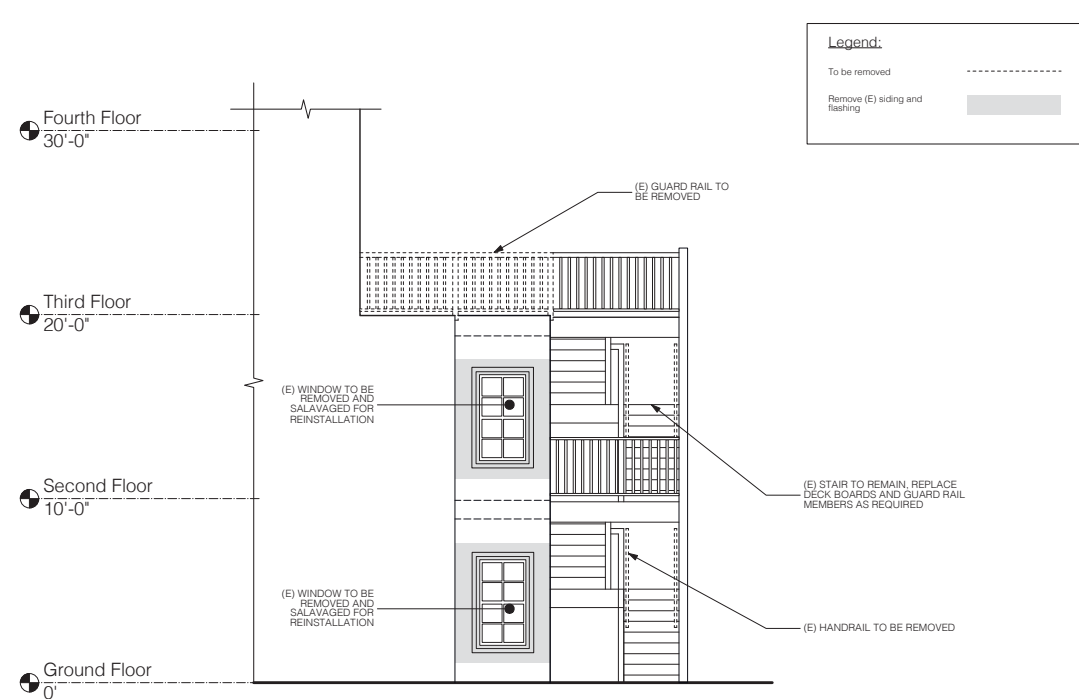 Legend:
To be removed
Remove (E) siding and
flashing
Fourth Floor
30'-0"
(E) GUARD RAIL TO
BE REMOVED
Third Floor
20'-0"
(E) WINDOW TO BE
REMOVED AND
SALAVAGED FOR
REINSTALLATION
Second Floor
10'-0"
(E) STAIR TO REMAIN, REPLACE
DECK BOARDS AND GUARD RAIL
MEMBERS AS REQUIRED
(E) WINDOW TO BE
REMOVED AND
SALAVAGED FOR
REINSTALLATION
(E) HANDRAIL TO BE REMOVED
Ground Floor
0'